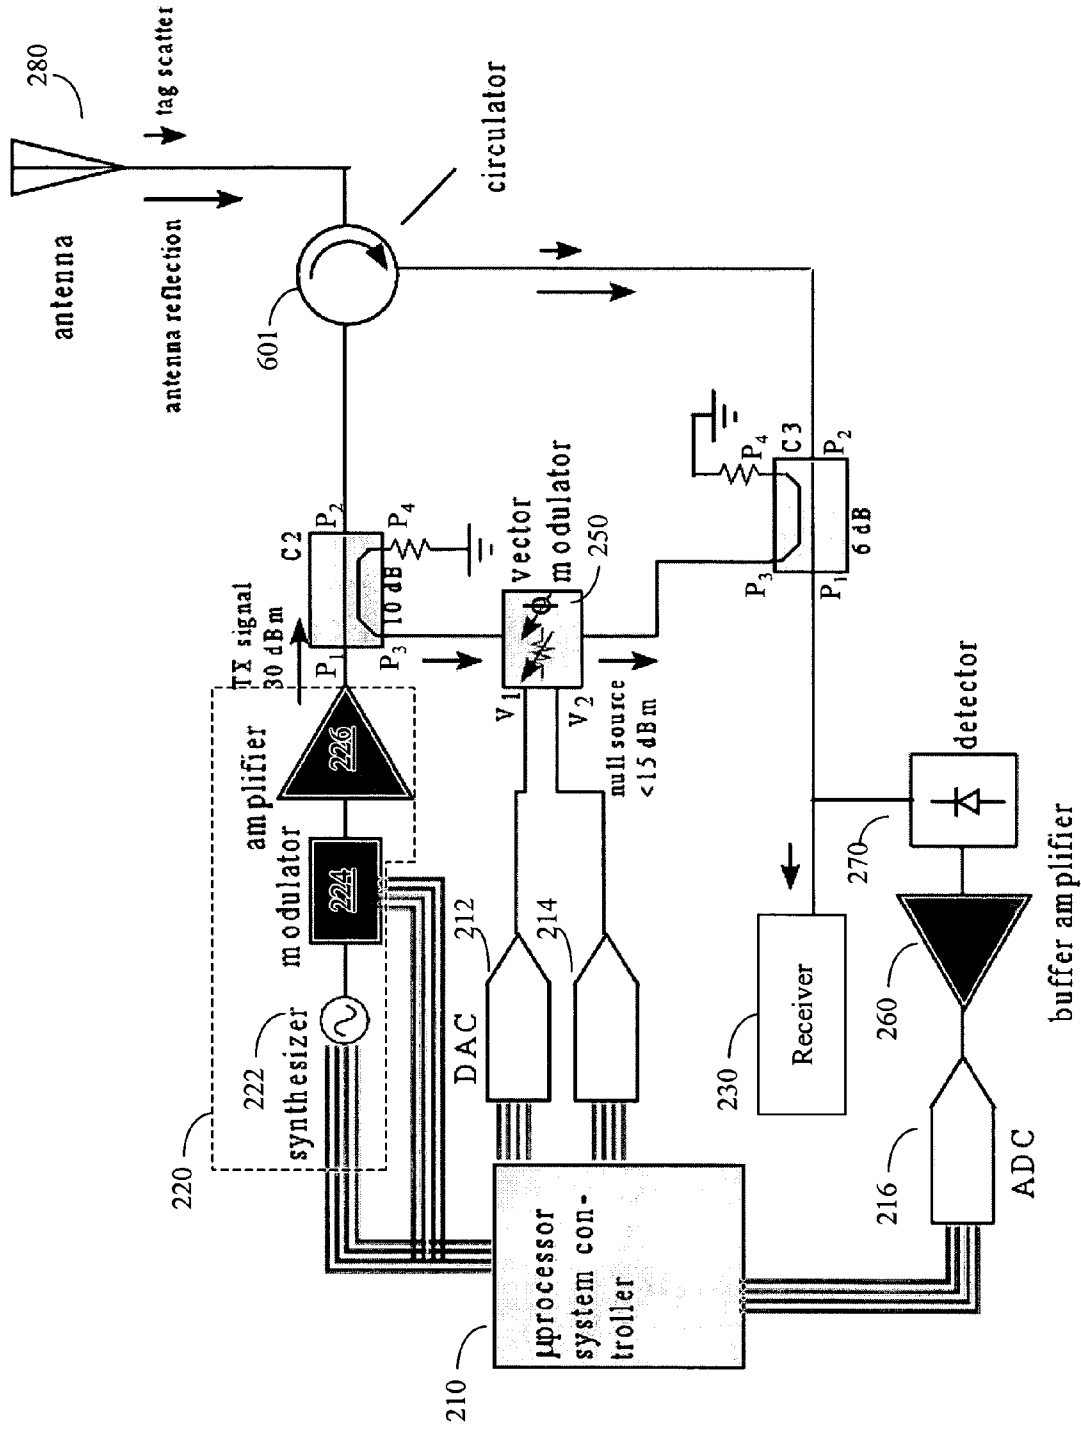 280
antenna
tag scatter
antenna reflection
601
circulator
TX signal
30 dBm
C2
P1
P2
10 dB
P3
P4
220
222
synthesizer
modulator
224
amplifier
226
vector
modulator
250
V1
V2
null source
<15 dBm
P4
C3
P3
P2
P1
6 dB
DAC
212
214
210
μprocessor
system con-
troller
230
Receiver
270
detector
260
buffer amplifier
216
ADC